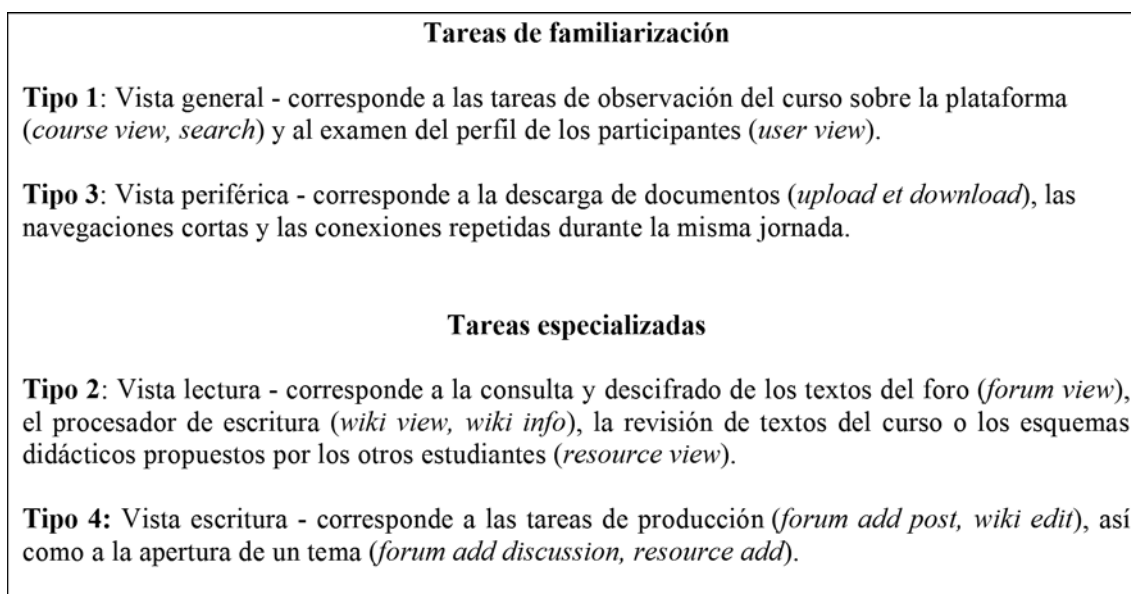 Tareas de familiarización
Tipo 1: Vista general - corresponde a las tareas de observación del curso sobre la plataforma
(course view, search) y al examen del perfil de los participantes (user view).
Tipo 3: Vista periférica - corresponde a la descarga de documentos (upload et download), las
navegaciones cortas y las conexiones repetidas durante la misma jornada.
Tareas especializadas
Tipo 2: Vista lectura - corresponde a la consulta y descifrado de los textos del foro (forum view),
el procesador de escritura (wiki view, wiki info), la revisión de textos del curso o los esquemas
didácticos propuestos por los otros estudiantes (resource view).
Tipo 4: Vista escritura - corresponde a las tareas de producción (forum add post, wiki edit), así
como a la apertura de un tema (forum add discussion, resource add).